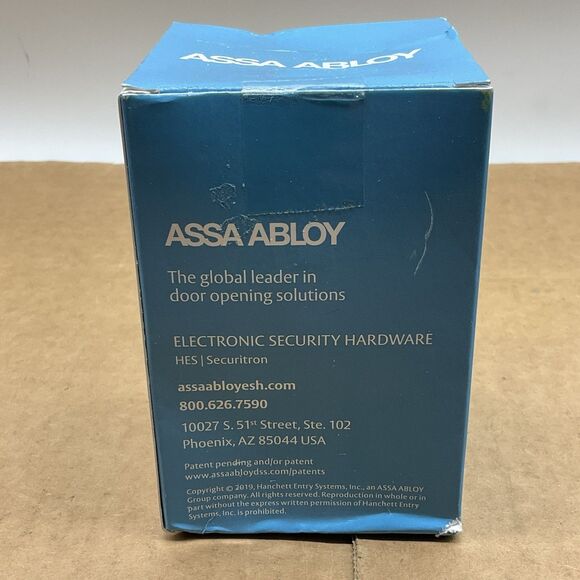 ASSA ABLOY
ASSA ABLOY
The global leader in
door opening solutions
ELECTRONIC SECURITY HARDWARE
HES | Securitron
assaabloyesh.com
800.626.7590
10027 S. 51st Street, Ste. 102
Phoenix, AZ 85044 USA
Patent pending and/or patent
www.assaabloydss.com/patents
Copyright © 2019, Hanchett Entry Systems, Inc., an ASSA ABLOY
Group company. All rights reserved. Reproduction in whole or in
part without the express written permission of Hanchett Entry
Systems, Inc. is prohibited.